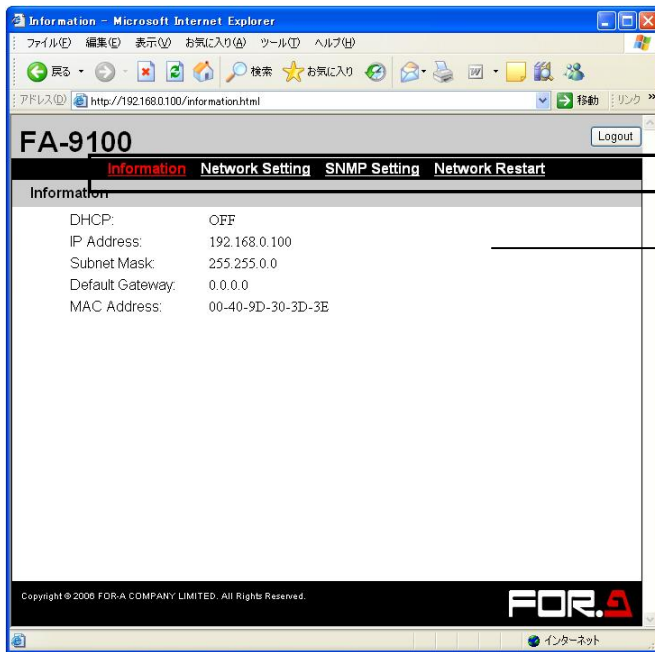 Information - Microsoft Internet Explorer
ファイル(F) 編集(E) 表示(V) お気に入り(A) ツール(T) ヘルプ(H)
戻る 検索 お気に入り
アドレス(D) http://192.168.0.100/information.html 移動 リンク »
FA-9100 Logout
Information Network Setting SNMP Setting Network Restart
Information
DHCP: OFF
IP Address: 192.168.0.100
Subnet Mask: 255.255.0.0
Default Gateway: 0.0.0.0
MAC Address: 00-40-9D-30-3D-3E
Copyright © 2006 FOR-A COMPANY LIMITED. All Rights Reserved. FOR.A
インターネット